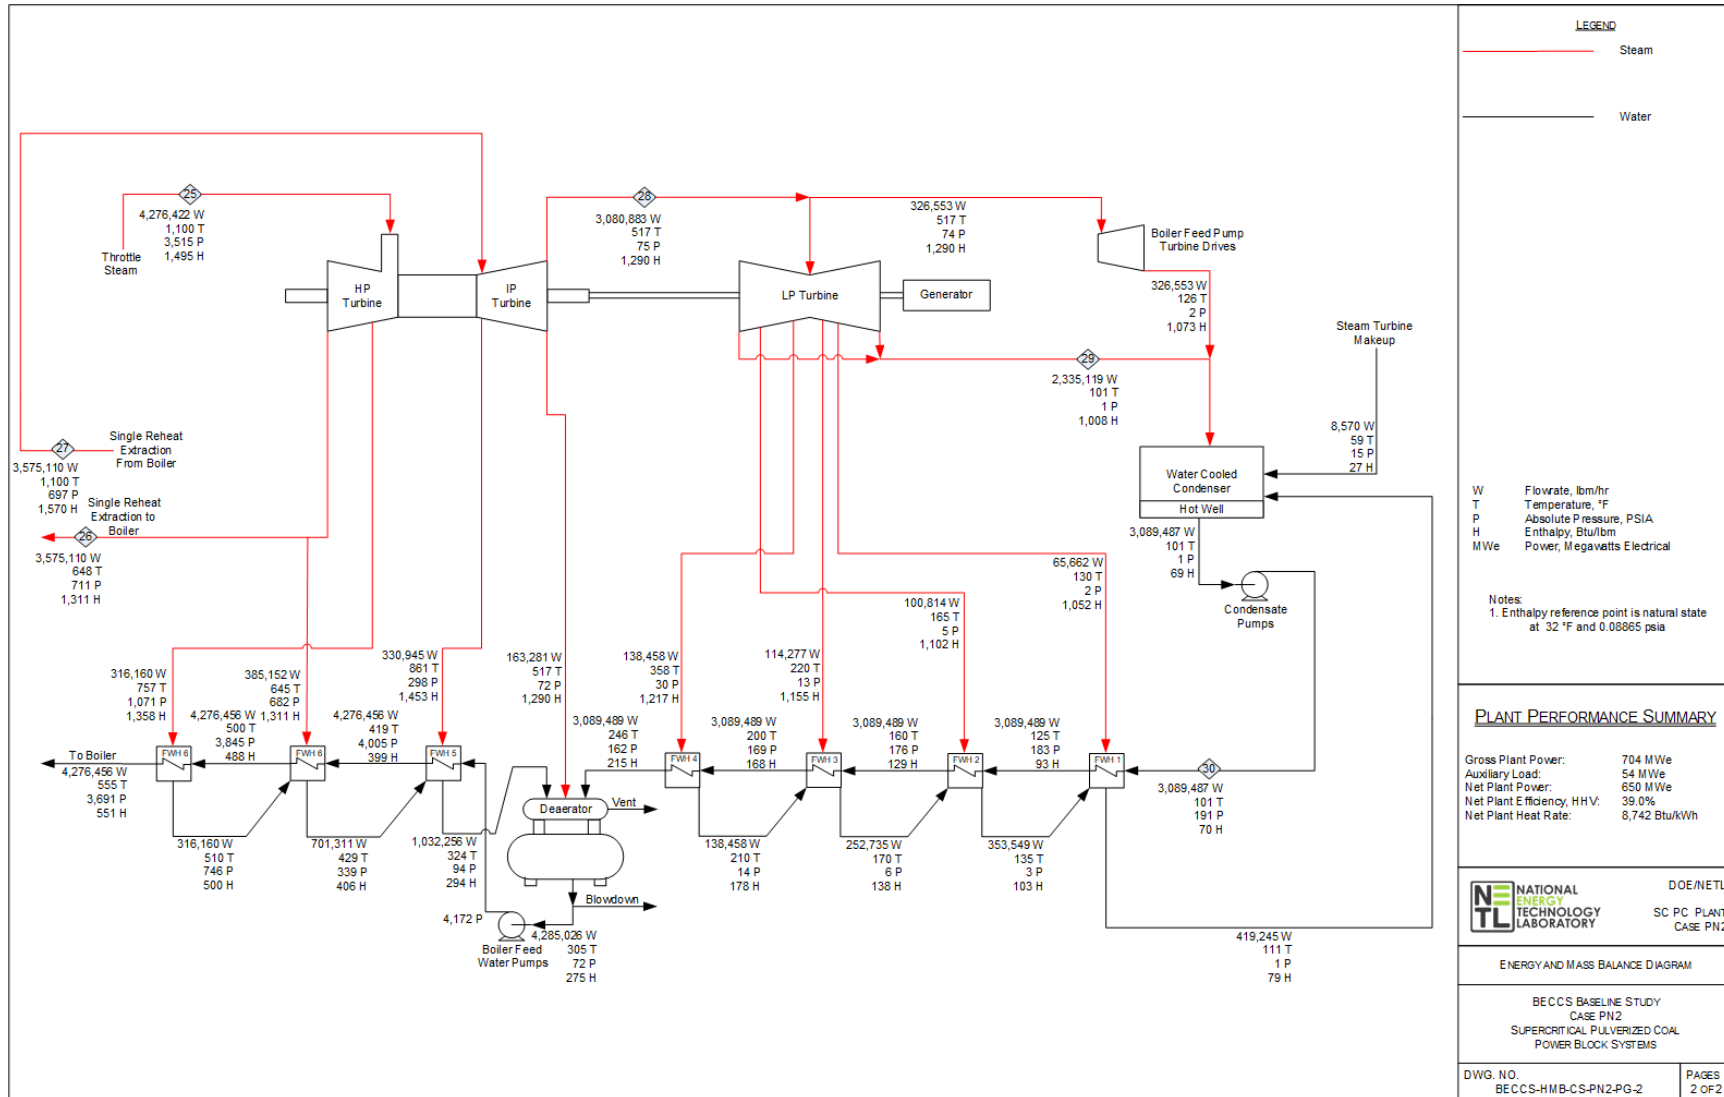 LEGEND
Steam
Water
25
4,276,422 W
1,100 T
3,515 P
1,495 H
Throttle
Steam
HP
Turbine
IP
Turbine
28
3,080,883 W
517 T
75 P
1,290 H
LP Turbine
Generator
326,553 W
517 T
74 P
1,290 H
Boiler Feed Pump
Turbine Drives
326,553 W
126 T
2 P
1,073 H
Steam Turbine
Makeup
29
2,335,119 W
101 T
1 P
1,008 H
8,570 W
59 T
15 P
27 H
27
Single Reheat
Extraction
From Boiler
3,575,110 W
1,100 T
697 P
1,570 H
Single Reheat
Extraction to
Boiler
26
3,575,110 W
648 T
711 P
1,311 H
Water Cooled
Condenser
Hot Well
3,089,487 W
101 T
1 P
69 H
Condensate
Pumps
W Flowrate, lbm/hr
T Temperature, °F
P Absolute Pressure, PSIA
H Enthalpy, Btu/lbm
MWe Power, Megawatts Electrical
Notes:
1. Enthalpy reference point is natural state
at 32 °F and 0.08865 psia
316,160 W
757 T
1,071 P
1,358 H
385,152 W
645 T
682 P
1,311 H
330,945 W
861 T
298 P
1,453 H
163,281 W
517 T
72 P
1,290 H
138,458 W
358 T
30 P
1,217 H
114,277 W
220 T
13 P
1,155 H
100,814 W
165 T
5 P
1,102 H
65,662 W
130 T
2 P
1,052 H
To Boiler
4,276,456 W
555 T
3,691 P
551 H
FWH 6
4,276,456 W
500 T
3,845 P
488 H
FWH 6
4,276,456 W
419 T
4,005 P
399 H
FWH 5
Deaerator
Vent
3,089,489 W
246 T
162 P
215 H
FWH 4
3,089,489 W
200 T
169 P
168 H
FWH 3
3,089,489 W
160 T
176 P
129 H
FWH 2
3,089,489 W
125 T
183 P
93 H
FWH 1
30
3,089,487 W
101 T
191 P
70 H
316,160 W
510 T
746 P
500 H
701,311 W
429 T
339 P
406 H
1,032,256 W
324 T
94 P
294 H
138,458 W
210 T
14 P
178 H
252,735 W
170 T
6 P
138 H
353,549 W
135 T
3 P
103 H
Blowdown
4,172 P
Boiler Feed
Water Pumps
4,285,026 W
305 T
72 P
275 H
419,245 W
111 T
1 P
79 H
PLANT PERFORMANCE SUMMARY
Gross Plant Power: 704 MWe
Auxiliary Load: 54 MWe
Net Plant Power: 650 MWe
Net Plant Efficiency, HHV: 39.0%
Net Plant Heat Rate: 8,742 Btu/kWh
NETL
NATIONAL
ENERGY
TECHNOLOGY
LABORATORY
DOE/NETL
SC PC PLANT
CASE PN2
ENERGY AND MASS BALANCE DIAGRAM
BECCS BASELINE STUDY
CASE PN2
SUPERCRITICAL PULVERIZED COAL
POWER BLOCK SYSTEMS
DWG. NO.
BECCS-HMB-CS-PN2-PG-2
PAGES
2 OF 2